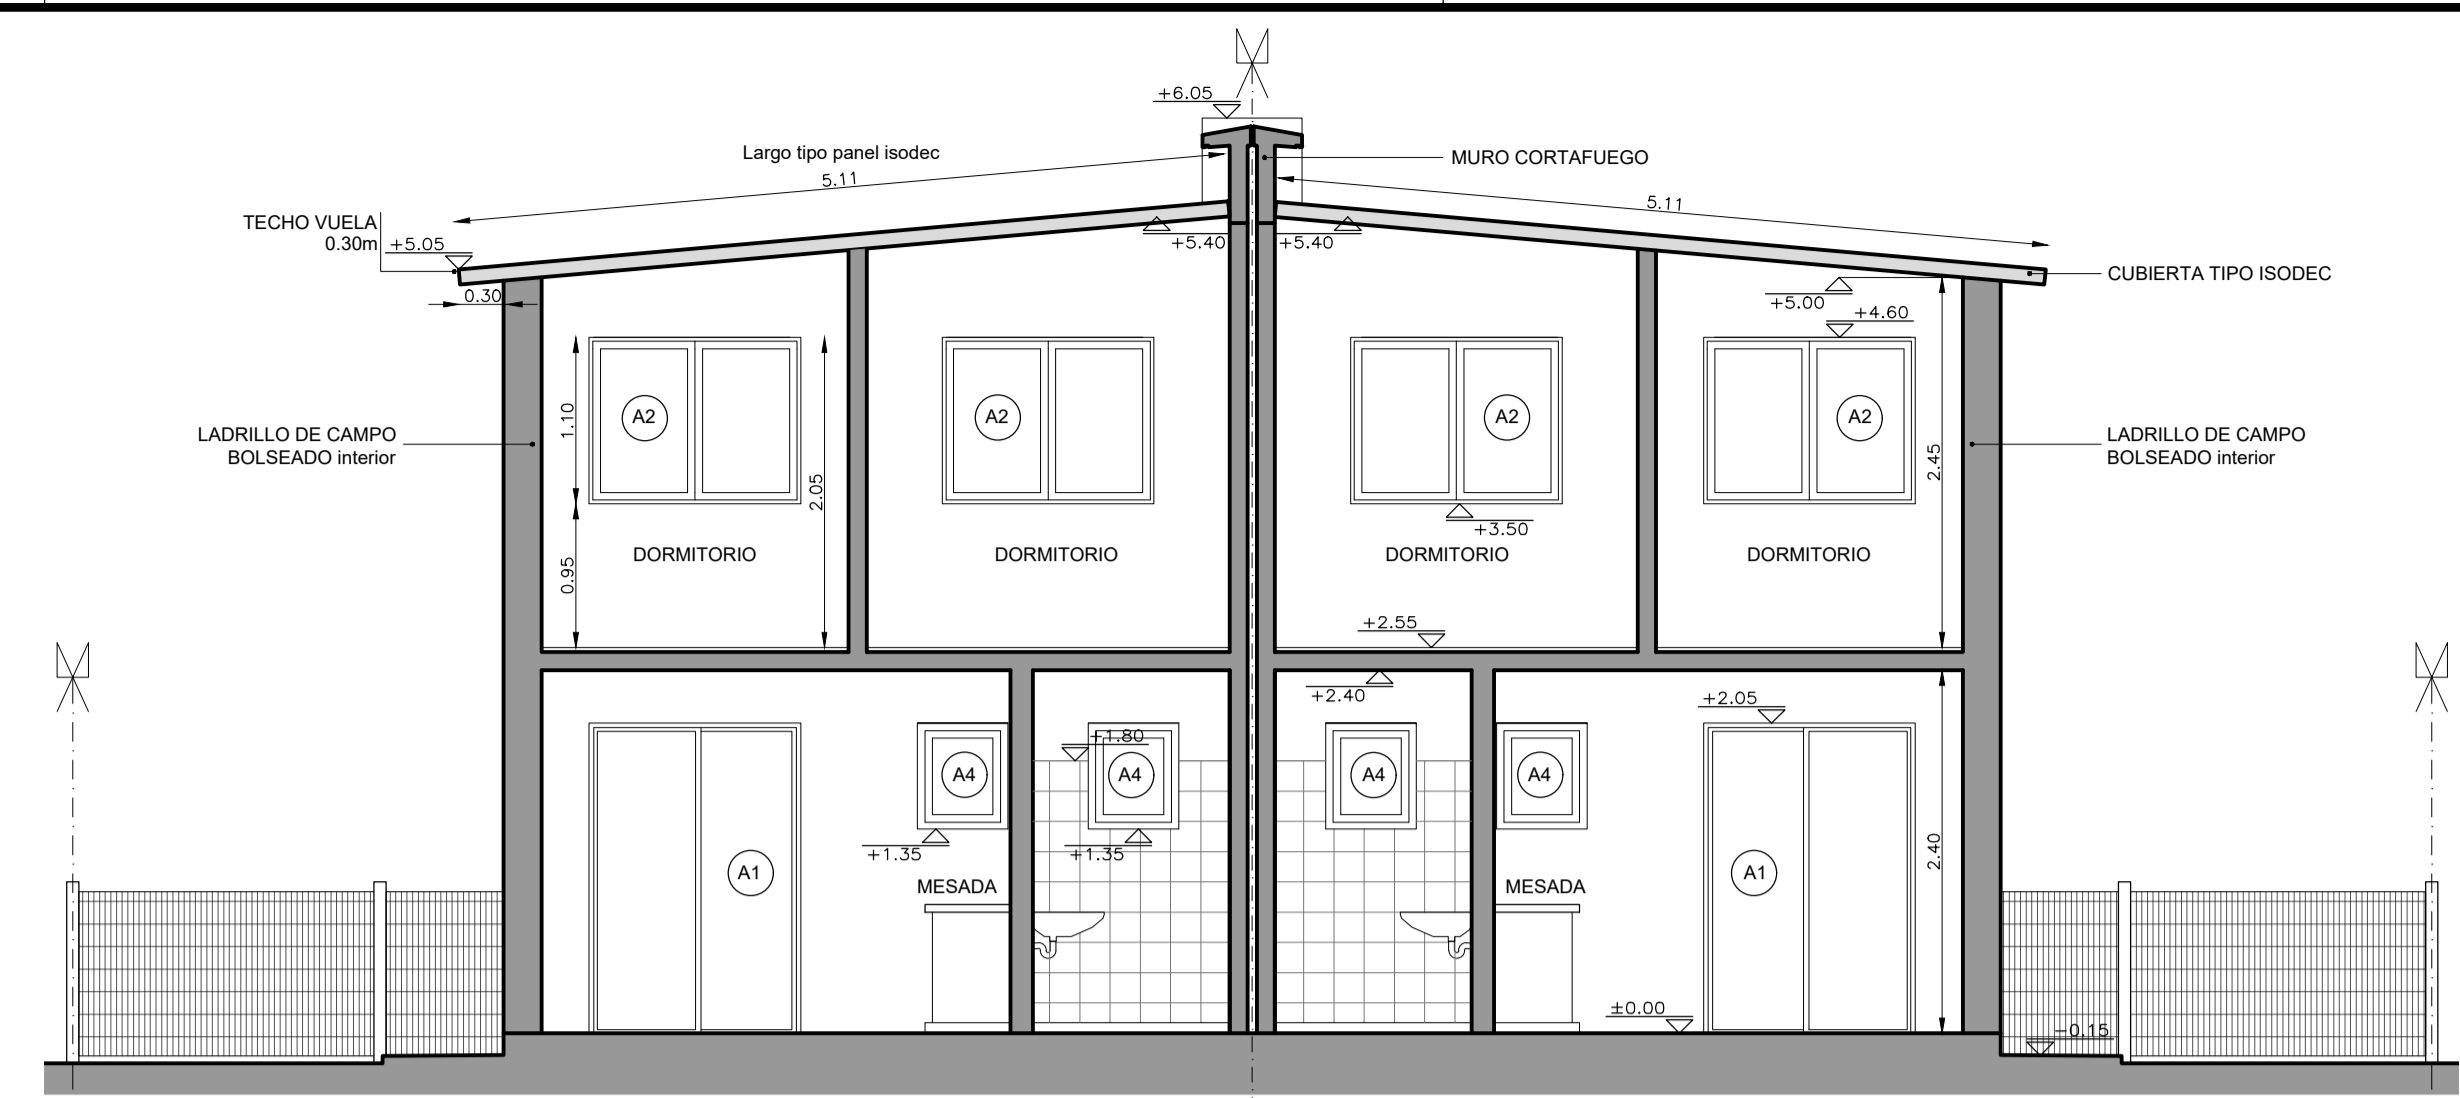 +6.05
Largo tipo panel isodec
5.11
MURO CORTAFUEGO
5.11
TECHO VUELA
0.30m
+5.05
+5.40
+5.40
CUBIERTA TIPO ISODEC
0.30
+5.00
+4.60
A2
A2
A2
A2
1.10
2.05
2.45
LADRILLO DE CAMPO
BOLSEADO interior
LADRILLO DE CAMPO
BOLSEADO interior
+3.50
DORMITORIO
DORMITORIO
DORMITORIO
DORMITORIO
0.95
+2.55
+2.40
+2.05
+1.80
A4
A4
A4
A4
+1.35
+1.35
2.40
A1
A1
MESADA
MESADA
±0.00
-0.15